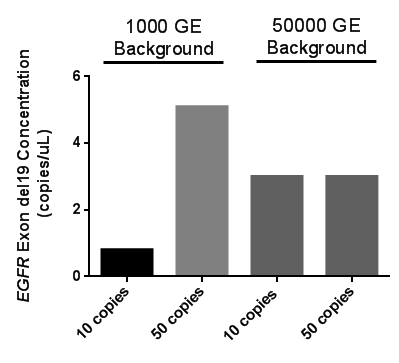 1000 GE
Background
50000 GE
Background
EGFR Exon del19 Concentration
(copies/uL)
6
4
2
0
10 copies
50 copies
10 copies
50 copies